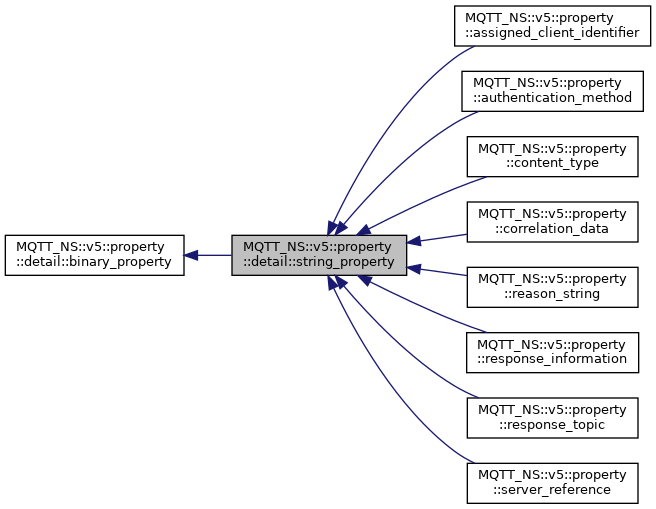 MQTT_NS::v5::property
::assigned_client_identifier
MQTT_NS::v5::property
::authentication_method
MQTT_NS::v5::property
::content_type
MQTT_NS::v5::property
::correlation_data
MQTT_NS::v5::property
::detail::binary_property
MQTT_NS::v5::property
::detail::string_property
MQTT_NS::v5::property
::reason_string
MQTT_NS::v5::property
::response_information
MQTT_NS::v5::property
::response_topic
MQTT_NS::v5::property
::server_reference